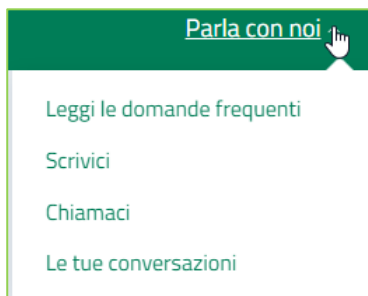 Parla con noi
Leggi le domande frequenti
Scrivici
Chiamaci
Le tue conversazioni